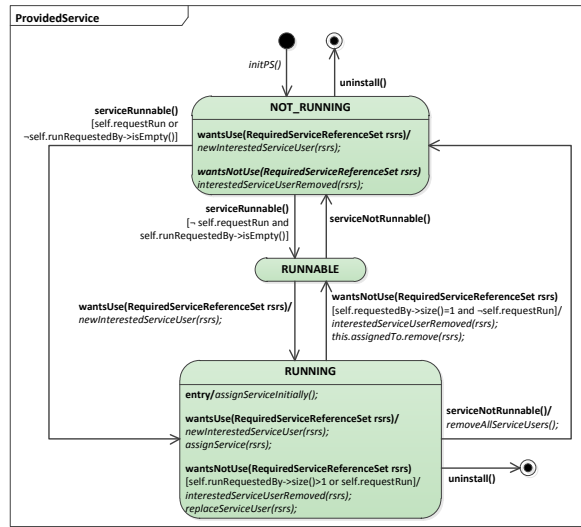 ProvidedService
initPS()
uninstall()
serviceRunnable()
[self.requestRun or
¬self.runRequestedBy->isEmpty()]
NOT_RUNNING
wantsUse(RequiredServiceReferenceSet rsrs)/
newInterestedServiceUser(rsrs);
wantsNotUse(RequiredServiceReferenceSet rsrs)
interestedServiceUserRemoved(rsrs);
serviceRunnable()
[¬ self.requestRun and
self.runRequestedBy->isEmpty()]
serviceNotRunnable()
RUNNABLE
wantsUse(RequiredServiceReferenceSet rsrs)/
newInterestedServiceUser(rsrs);
wantsNotUse(RequiredServiceReferenceSet rsrs)
[self.requestedBy->size()=1 and ¬self.requestRun]/
interestedServiceUserRemoved(rsrs);
this.assignedTo.remove(rsrs);
RUNNING
entry/assignServiceInitially();
wantsUse(RequiredServiceReferenceSet rsrs)/
newInterestedServiceUser(rsrs);
assignService(rsrs);
wantsNotUse(RequiredServiceReferenceSet rsrs)
[self.runRequestedBy->size()>1 or self.requestRun]/
interestedServiceUserRemoved(rsrs);
replaceServiceUser(rsrs);
serviceNotRunnable()/
removeAllServiceUsers();
uninstall()